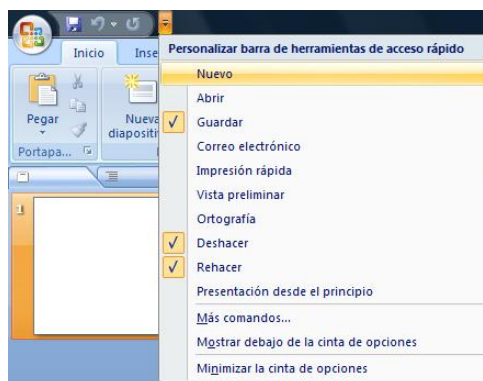 Inicio
Inse
Pegar
Nueva
diapositi
Portapa...
1
Personalizar barra de herramientas de acceso rápido
Nuevo
Abrir
Guardar
Correo electrónico
Impresión rápida
Vista preliminar
Ortografía
Deshacer
Rehacer
Presentación desde el principio
Más comandos...
Mostrar debajo de la cinta de opciones
Minimizar la cinta de opciones